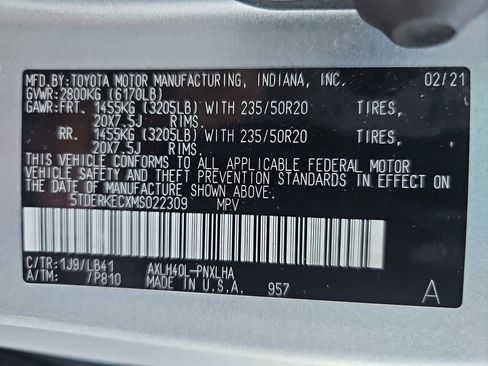 MFD.BY:TOYOTA MOTOR MANUFACTURING, INDIANA, INC. 02/21
GVWR:2800KG (6170LB)
GAWR:FRT. 1455KG (3205LB) WITH 235/50R20 TIRES,
20X7.5J RIMS.
RR. 1455KG (3205LB) WITH 235/50R20 TIRES,
20X7.5J RIMS.
THIS VEHICLE CONFORMS TO ALL APPLICABLE FEDERAL MOTOR
VEHICLE SAFETY AND THEFT PREVENTION STANDARDS IN EFFECT ON
THE DATE OF MANUFACTURE SHOWN ABOVE.
5TDERKECXMS022309 MPV
C/TR:1J9/LB41 AXLH40L-PNXLHA
A/TM: /P810 MADE IN U.S.A. 957 A